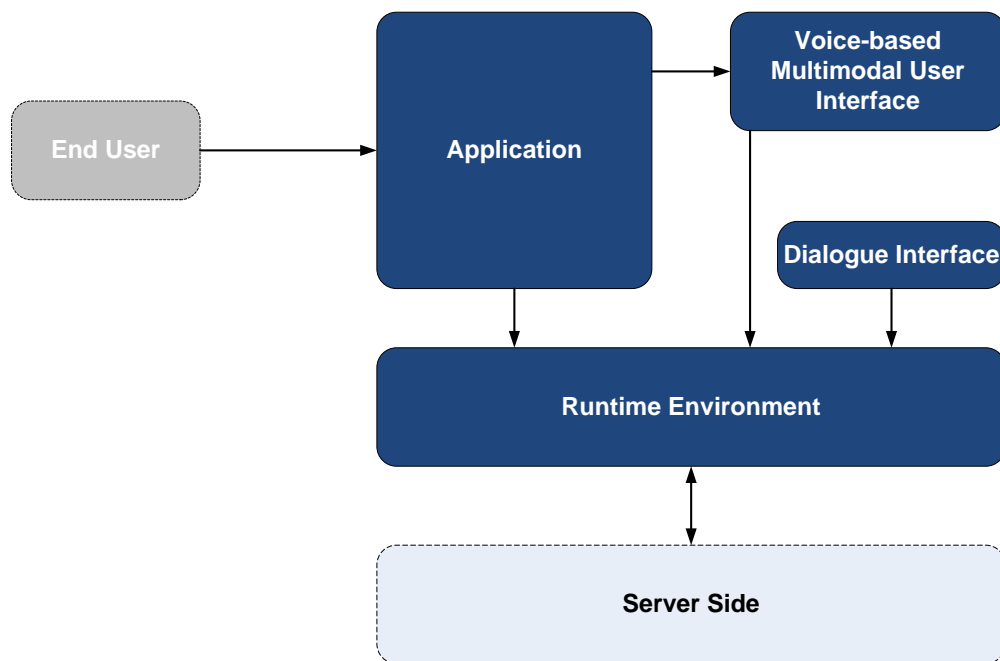 Voice-based
Multimodal User
Interface
End User
Application
Dialogue Interface
Runtime Environment
Server Side